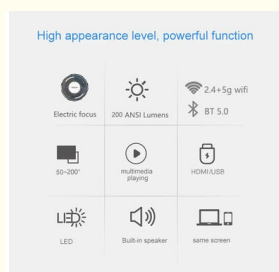 High appearance level, powerful function
Electric focus
200 ANSI Lumens
2.4+5g wifi
BT 5.0
50~200"
multimedia
playing
HDMI/USB
LED
LED
Built-in speaker
same screen